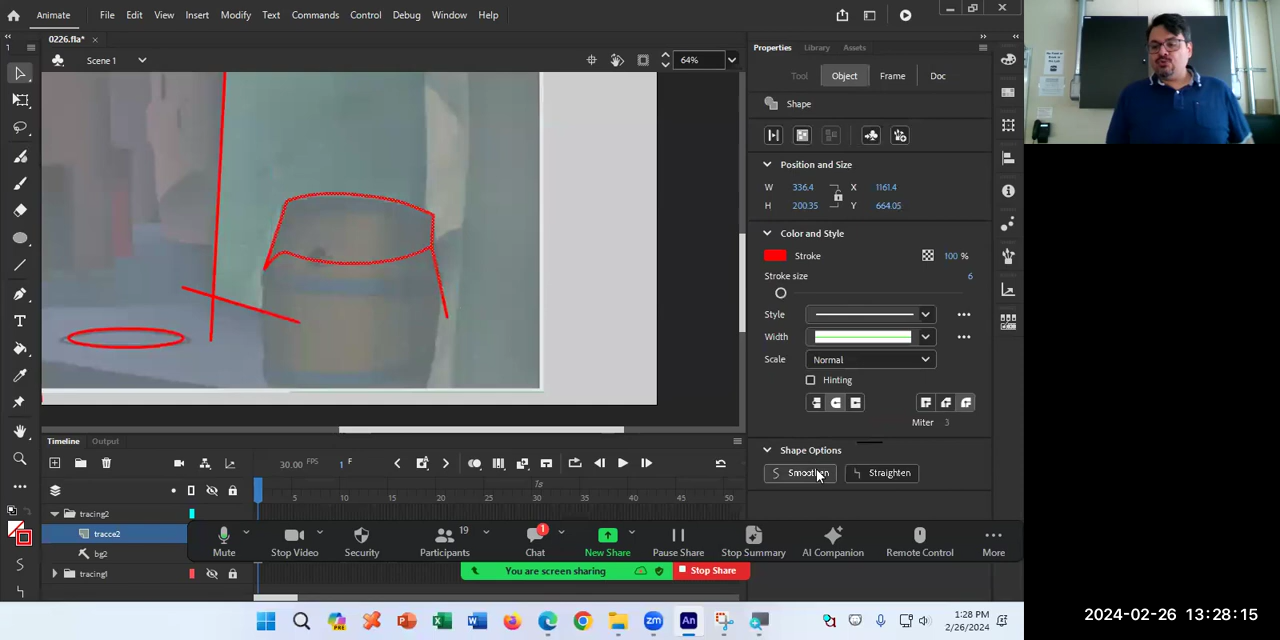 Animate File Edit View Insert Modify Text Commands Control Debug Window Help
0226.fla* ×
Scene 1 64%
Properties Library Assets
Tool Object Frame Doc
Shape
Position and Size
W 336.4 X 1161.4
H 200.35 Y 664.05
Color and Style
Stroke 100 %
Stroke size 6
Style
Width
Scale Normal
Hinting
Miter 3
Shape Options
Smoothen Straighten
Timeline Output
30.00 FPS 1 F
1s
5 10 15 20 25 30 35 40 45 50
tracing2
tracce2
bg2
tracing1
19 1
Mute Stop Video Security Participants Chat New Share Pause Share Stop Summary AI Companion Remote Control More
You are screen sharing Stop Share
1:28 PM
2/26/2024
2024-02-26 13:28:15